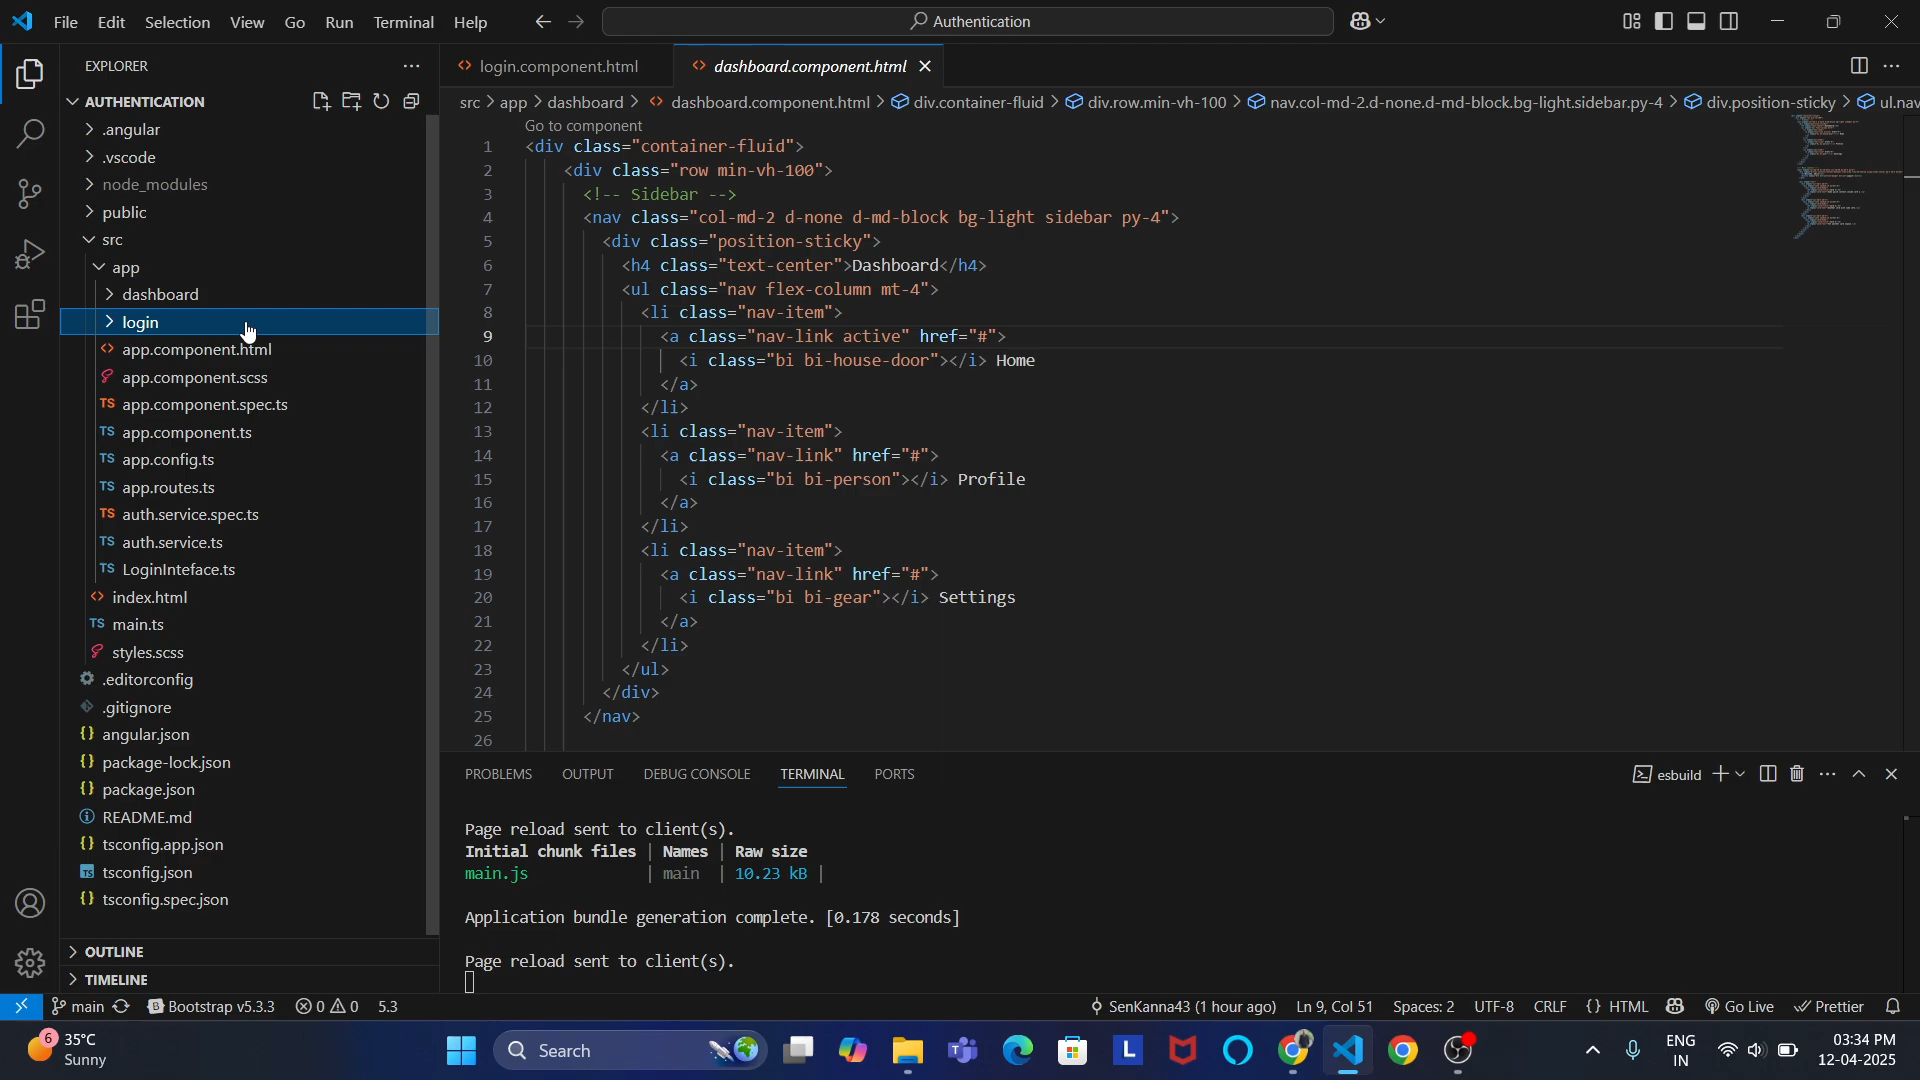 File Edit Selection View Go Run Terminal Help
Authentication
EXPLORER
AUTHENTICATION
.angular
.vscode
node_modules
public
src
app
dashboard
login
app.component.html
app.component.scss
app.component.spec.ts
app.component.ts
app.config.ts
app.routes.ts
auth.service.spec.ts
auth.service.ts
LoginInteface.ts
index.html
main.ts
styles.scss
.editorconfig
.gitignore
angular.json
package-lock.json
package.json
README.md
tsconfig.app.json
tsconfig.json
tsconfig.spec.json
OUTLINE
TIMELINE
login.component.html
dashboard.component.html
src > app > dashboard > dashboard.component.html > div.container-fluid > div.row.min-vh-100 > nav.col-md-2.d-none.d-md-block.bg-light.sidebar.py-4 > div.position-sticky > ul.nav
Go to component
1 <div class="container-fluid">
2 <div class="row min-vh-100">
3 <!-- Sidebar -->
4 <nav class="col-md-2 d-none d-md-block bg-light sidebar py-4">
5 <div class="position-sticky">
6 <h4 class="text-center">Dashboard</h4>
7 <ul class="nav flex-column mt-4">
8 <li class="nav-item">
9 <a class="nav-link active" href="#">
10 <i class="bi bi-house-door"></i> Home
11 </a>
12 </li>
13 <li class="nav-item">
14 <a class="nav-link" href="#">
15 <i class="bi bi-person"></i> Profile
16 </a>
17 </li>
18 <li class="nav-item">
19 <a class="nav-link" href="#">
20 <i class="bi bi-gear"></i> Settings
21 </a>
22 </li>
23 </ul>
24 </div>
25 </nav>
26
PROBLEMS OUTPUT DEBUG CONSOLE TERMINAL PORTS
esbuild
Page reload sent to client(s).
Initial chunk files | Names | Raw size
main.js | main | 10.23 kB |
Application bundle generation complete. [0.178 seconds]
Page reload sent to client(s).
main Bootstrap v5.3.3 0 0 5.3
SenKanna43 (1 hour ago) Ln 9, Col 51 Spaces: 2 UTF-8 CRLF {} HTML Go Live Prettier
6 35°C
Sunny
Search
ENG
IN
03:34 PM
12-04-2025